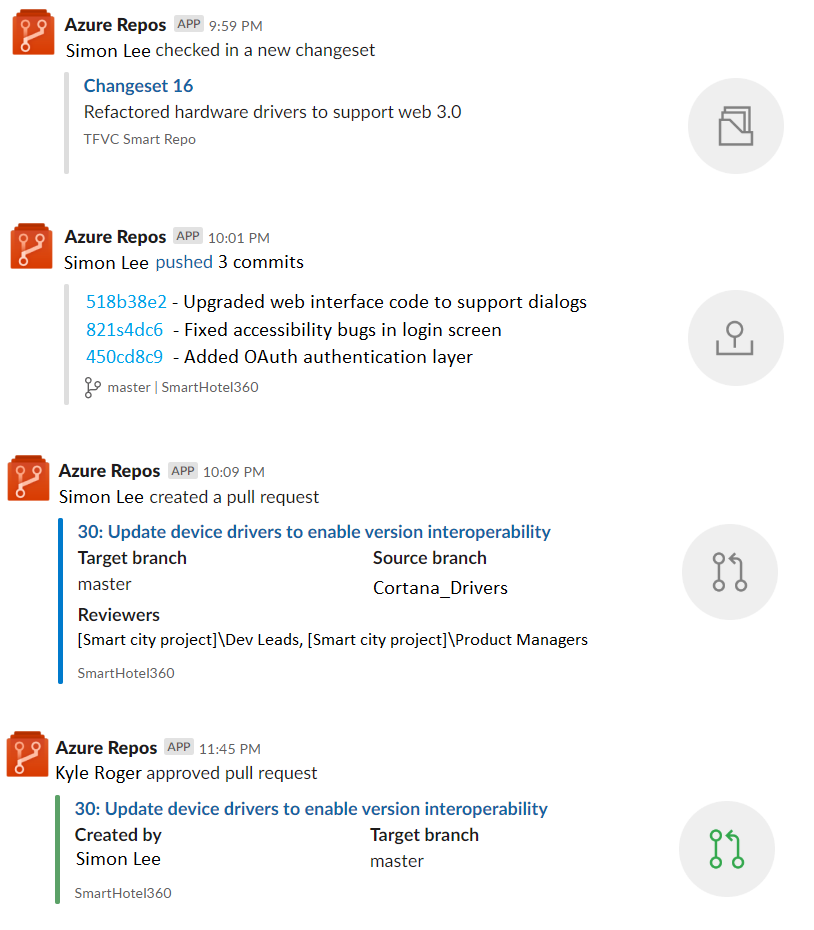 Azure Repos APP 9:59 PM
Simon Lee checked in a new changeset
Changeset 16
Refactored hardware drivers to support web 3.0
TFVC Smart Repo
Azure Repos APP 10:01 PM
Simon Lee pushed 3 commits
518b38e2 - Upgraded web interface code to support dialogs
821s4dc6 - Fixed accessibility bugs in login screen
450cd8c9 - Added OAuth authentication layer
master | SmartHotel360
Azure Repos APP 10:09 PM
Simon Lee created a pull request
30: Update device drivers to enable version interoperability
Target branch Source branch
master Cortana_Drivers
Reviewers
[Smart city project]\Dev Leads, [Smart city project]\Product Managers
SmartHotel360
Azure Repos APP 11:45 PM
Kyle Roger approved pull request
30: Update device drivers to enable version interoperability
Created by Target branch
Simon Lee master
SmartHotel360